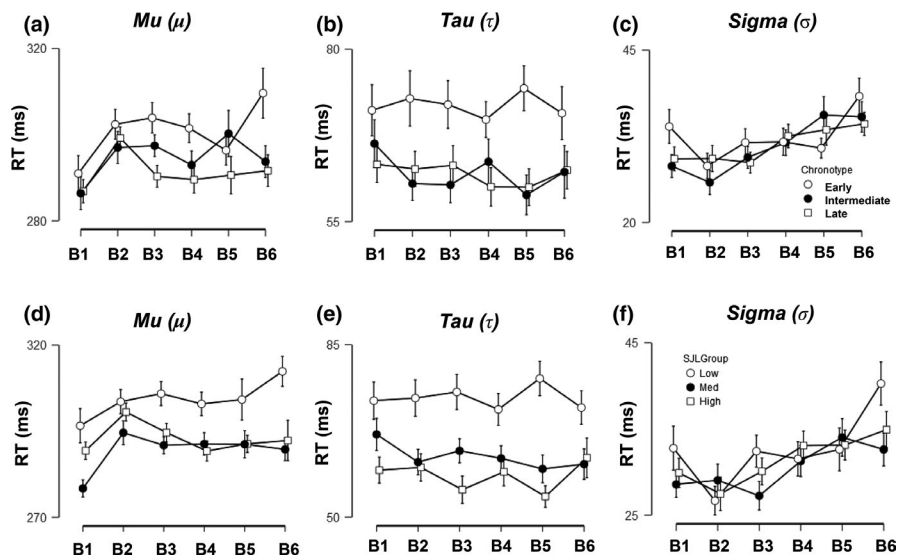 (a) Mu (μ)
320
RT (ms)
280
B1 B2 B3 B4 B5 B6
(b) Tau (τ)
80
RT (ms)
55
B1 B2 B3 B4 B5 B6
(c) Sigma (σ)
45
RT (ms)
20
Chronotype
Early
Intermediate
Late
B1 B2 B3 B4 B5 B6
(d) Mu (μ)
320
RT (ms)
270
B1 B2 B3 B4 B5 B6
(e) Tau (τ)
85
RT (ms)
50
B1 B2 B3 B4 B5 B6
(f) Sigma (σ)
45
RT (ms)
25
SJLGroup
Low
Med
High
B1 B2 B3 B4 B5 B6